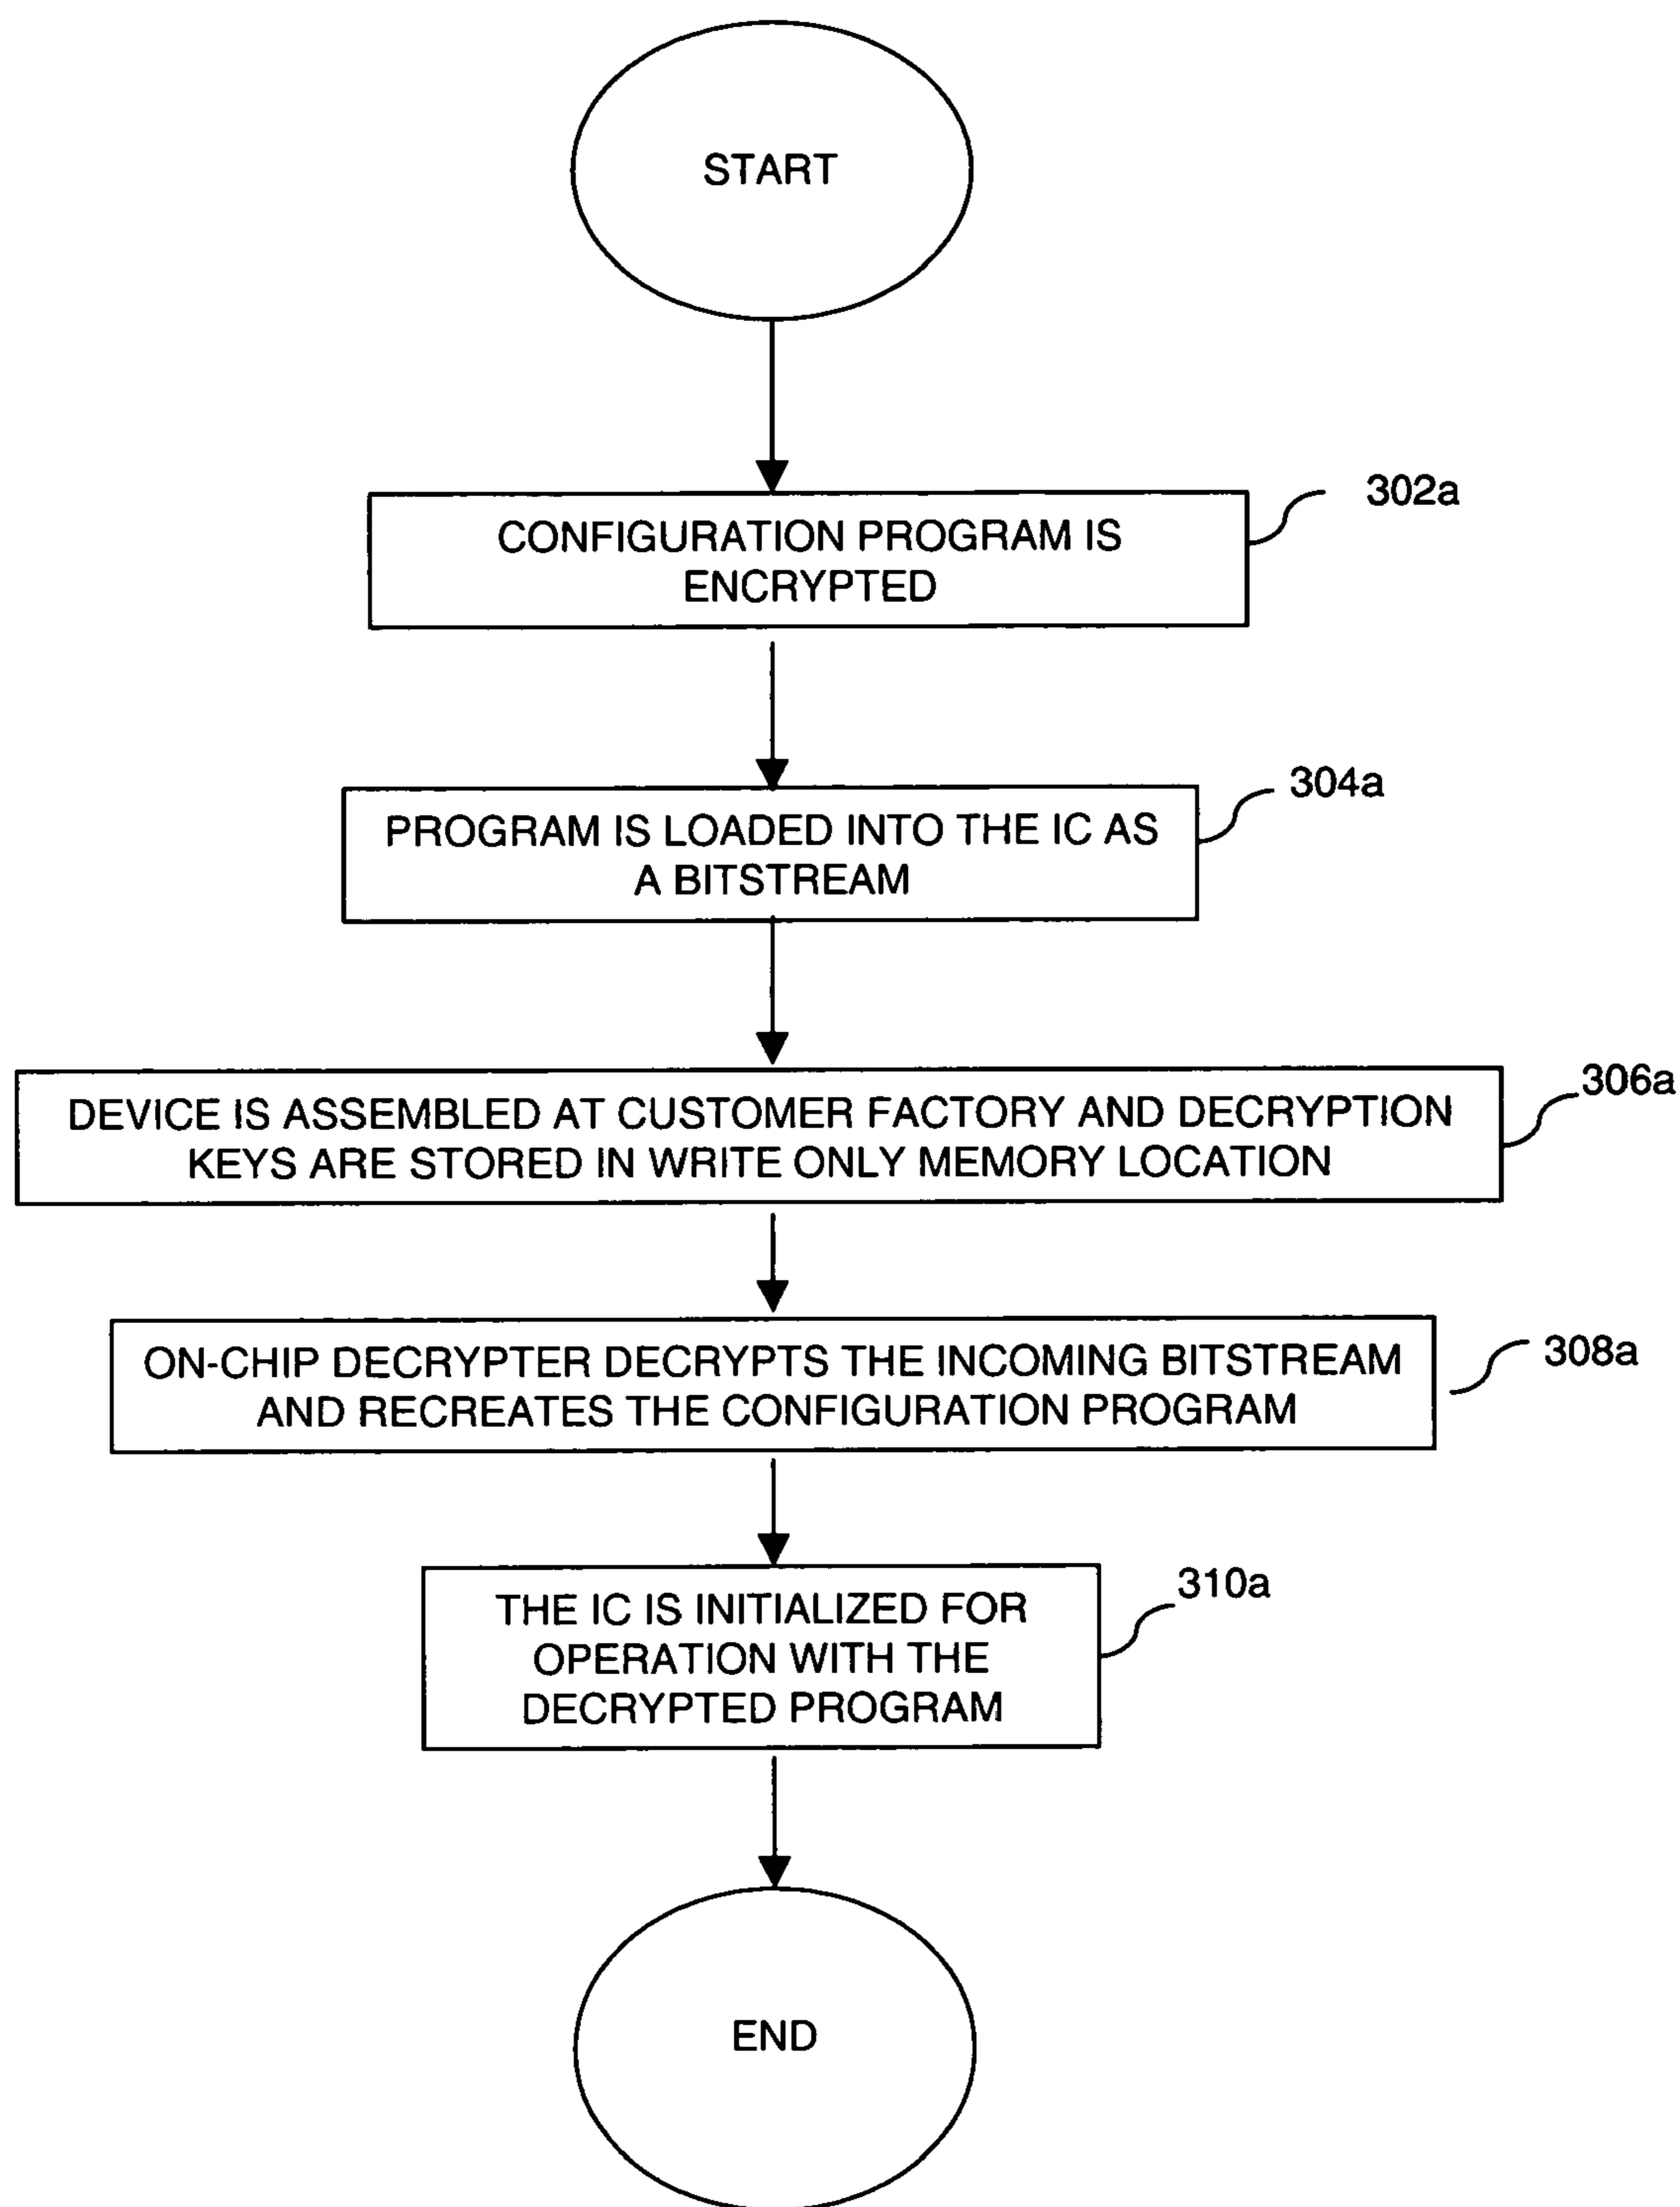 START
302a
CONFIGURATION PROGRAM IS
ENCRYPTED
304a
PROGRAM IS LOADED INTO THE IC AS
A BITSTREAM
306a
DEVICE IS ASSEMBLED AT CUSTOMER FACTORY AND DECRYPTION
KEYS ARE STORED IN WRITE ONLY MEMORY LOCATION
308a
ON-CHIP DECRYPTER DECRYPTS THE INCOMING BITSTREAM
AND RECREATES THE CONFIGURATION PROGRAM
310a
THE IC IS INITIALIZED FOR
OPERATION WITH THE
DECRYPTED PROGRAM
END